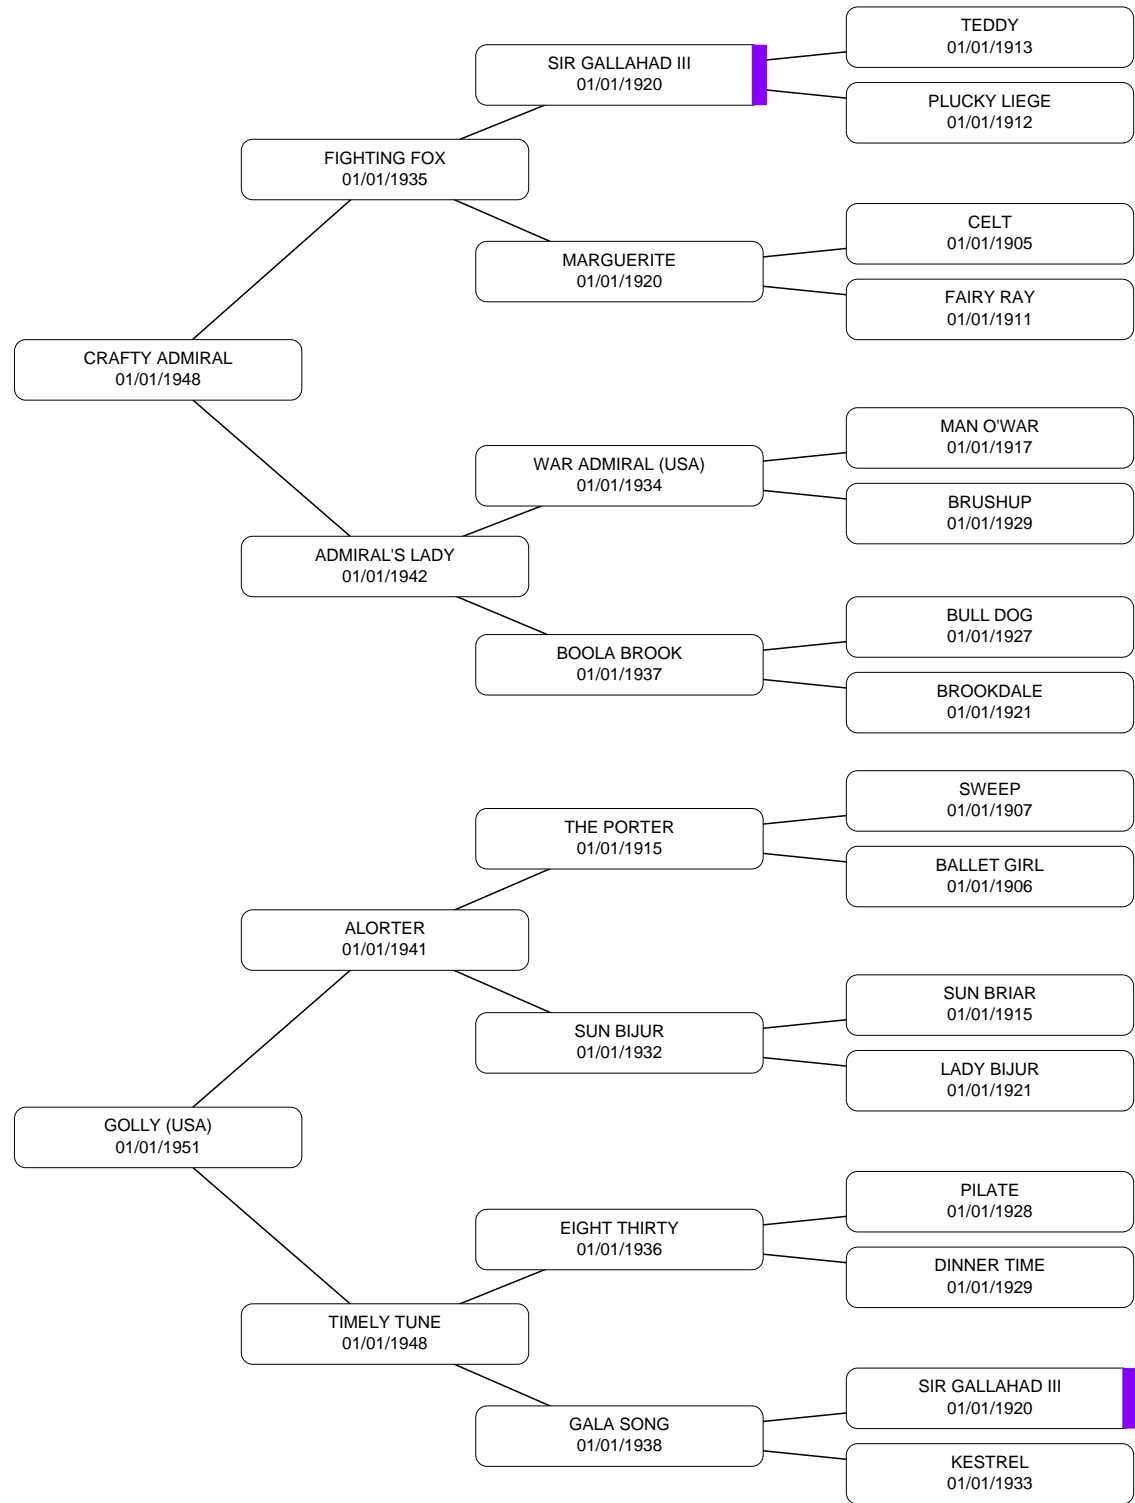 TEDDY
01/01/1913
SIR GALLAHAD III
01/01/1920
PLUCKY LIEGE
01/01/1912
FIGHTING FOX
01/01/1935
CELT
01/01/1905
MARGUERITE
01/01/1920
FAIRY RAY
01/01/1911
CRAFTY ADMIRAL
01/01/1948
MAN O'WAR
01/01/1917
WAR ADMIRAL (USA)
01/01/1934
BRUSHUP
01/01/1929
ADMIRAL'S LADY
01/01/1942
BULL DOG
01/01/1927
BOOLA BROOK
01/01/1937
BROOKDALE
01/01/1921
SWEEP
01/01/1907
THE PORTER
01/01/1915
BALLET GIRL
01/01/1906
ALORTER
01/01/1941
SUN BRIAR
01/01/1915
SUN BIJUR
01/01/1932
LADY BIJUR
01/01/1921
GOLLY (USA)
01/01/1951
PILATE
01/01/1928
EIGHT THIRTY
01/01/1936
DINNER TIME
01/01/1929
TIMELY TUNE
01/01/1948
SIR GALLAHAD III
01/01/1920
GALA SONG
01/01/1938
KESTREL
01/01/1933